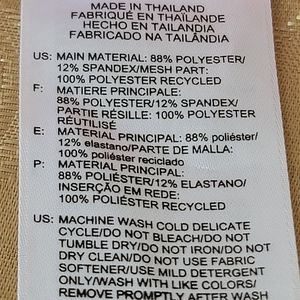 MADE IN THAILAND
FABRIQUÉ EN THAÏLANDE
HECHO EN TAILANDIA
FABRICADO NA TAILÂNDIA
US: MAIN MATERIAL: 88% POLYESTER/
12% SPANDEX/MESH PART:
100% POLYESTER RECYCLED
F: MATIERE PRINCIPALE:
88% POLYESTER/12% SPANDEX/
PARTIE RÉSILLE: 100% POLYESTER
RÉUTILISÉ
E: MATERIAL PRINCIPAL: 88% poliéster/
12% elastano/PARTE DE MALLA:
100% poliéster reciclado
P: MATERIAL PRINCIPAL:
88% POLIÉSTER/12% ELASTANO/
INSERÇÃO EM REDE:
100% POLIÉSTER RECYCLED
US: MACHINE WASH COLD DELICATE
CYCLE/DO NOT BLEACH/DO NOT
TUMBLE DRY/DO NOT IRON/DO NOT
DRY CLEAN/DO NOT USE FABRIC
SOFTENER/USE MILD DETERGENT
ONLY/WASH WITH LIKE COLORS/
REMOVE PROMPTLY AFTER WASH